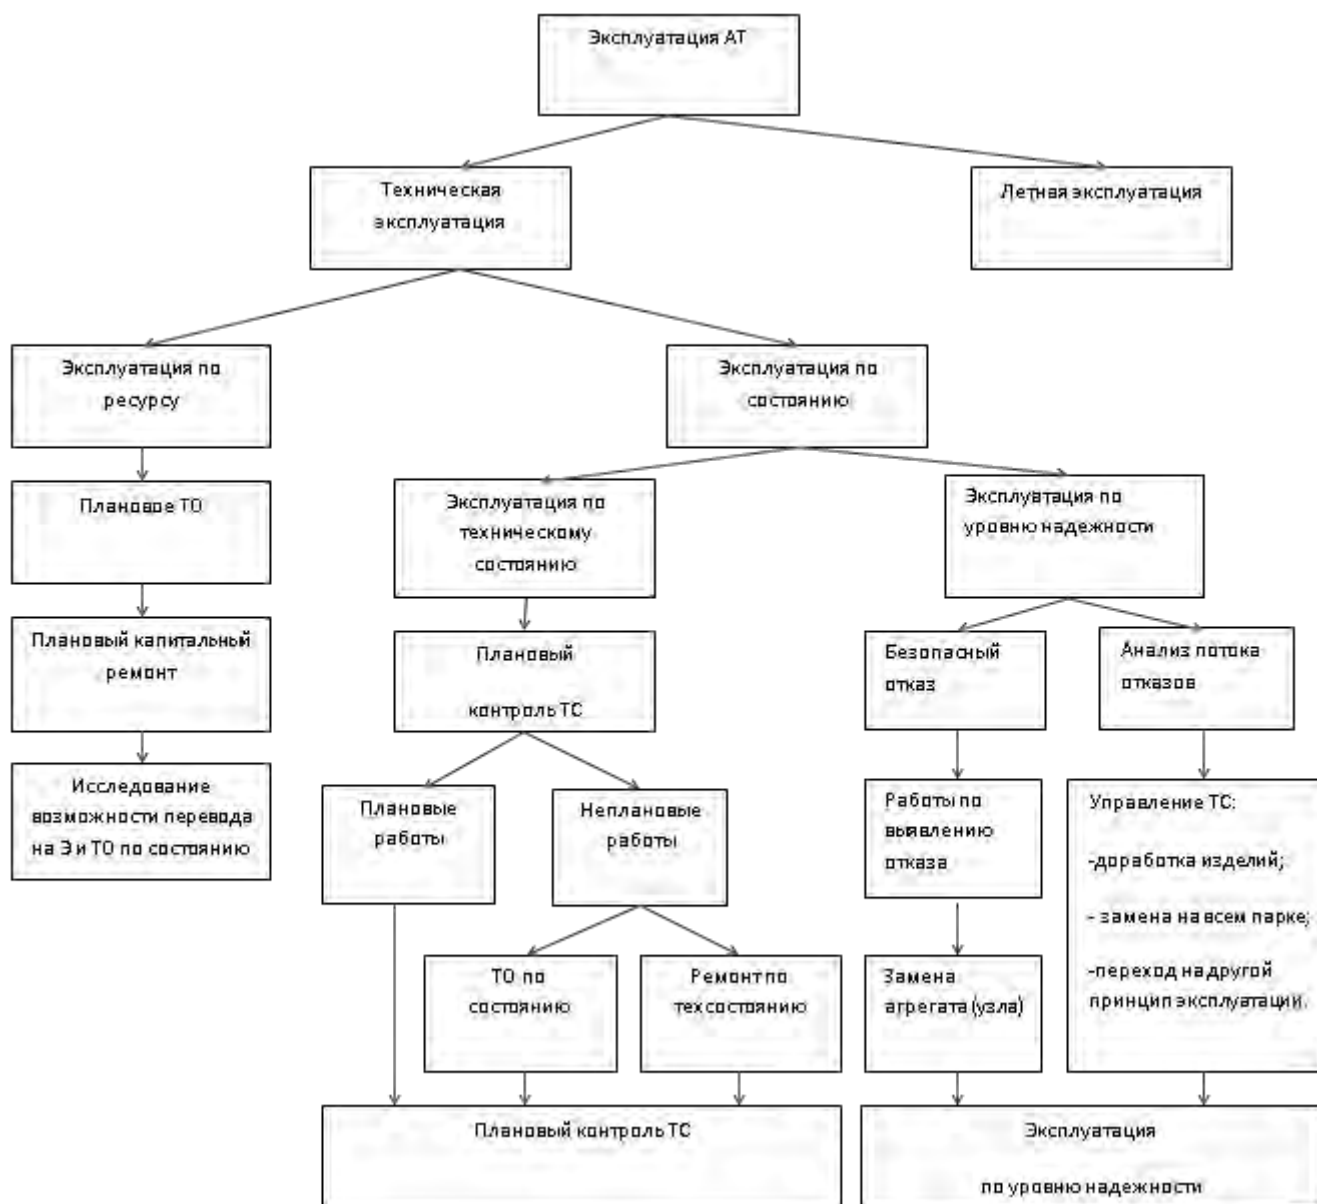 Эксплуатация АТ
Техническая
эксплуатация
Летная эксплуатация
Эксплуатация по
ресурсу
Эксплуатация по
состоянию
Плановое ТО
Эксплуатация по
техническому
состоянию
Эксплуатация по
уровню надежности
Плановый капитальный
ремонт
Плановый
контроль ТС
Безопасный
отказ
Анализ потока
отказов
Исследование
возможности перевода
на Э и ТО по состоянию
Плановые
работы
Неплановые
работы
Работы по
выявлению
отказа
Управление ТС:
-доработка изделий;
- замена на всем парке;
-переход на другой
принцип эксплуатации.
ТО по
состоянию
Ремонт по
техсостоянию
Замена
агрегата (узла)
Плановый контроль ТС
Эксплуатация
по уровню надежности